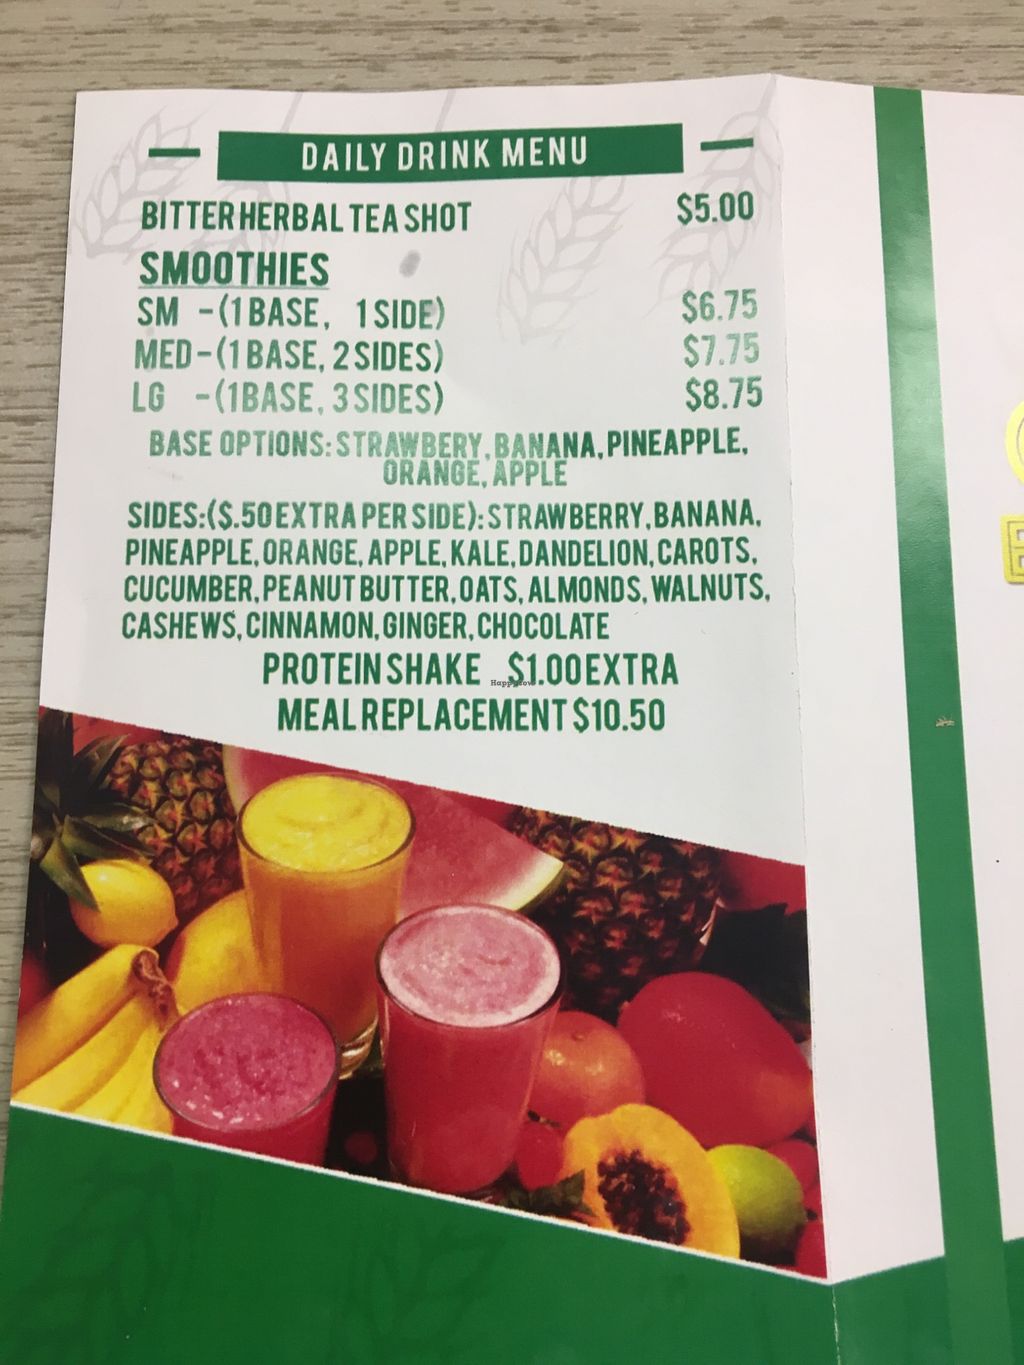 DAILY DRINK MENU
BITTER HERBAL TEA SHOT $5.00
SMOOTHIES
SM - (1 BASE, 1 SIDE) $6.75
MED - (1 BASE, 2 SIDES) $7.75
LG - (1 BASE, 3 SIDES) $8.75
BASE OPTIONS: STRAWBERY, BANANA, PINEAPPLE,
ORANGE, APPLE
SIDES: ($.50 EXTRA PER SIDE): STRAWBERRY, BANANA,
PINEAPPLE, ORANGE, APPLE, KALE, DANDELION, CAROTS,
CUCUMBER, PEANUT BUTTER, OATS, ALMONDS, WALNUTS,
CASHEWS, CINNAMON, GINGER, CHOCOLATE
PROTEIN SHAKE $1.00 EXTRA
HappyCow
MEAL REPLACEMENT $10.50